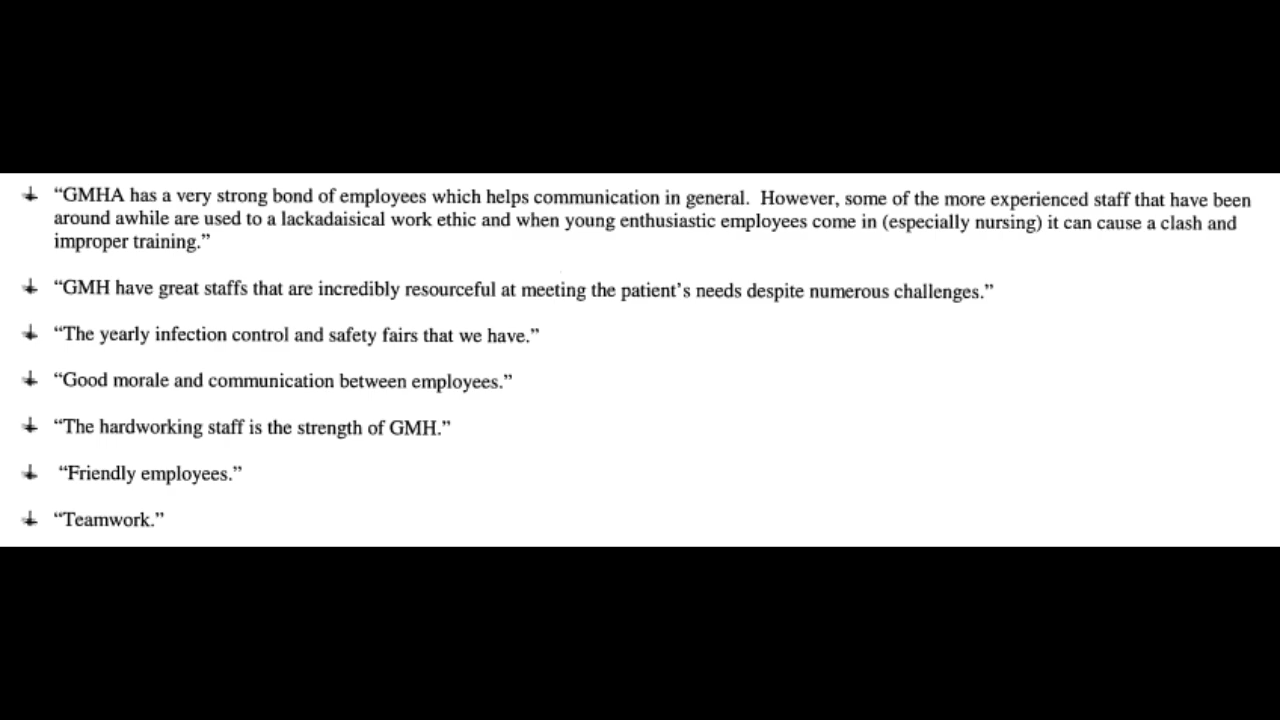 “GMHA has a very strong bond of employees which helps communication in general. However, some of the more experienced staff that have been
around awhile are used to a lackadaisical work ethic and when young enthusiastic employees come in (especially nursing) it can cause a clash and
improper training.”
“GMH have great staffs that are incredibly resourceful at meeting the patient’s needs despite numerous challenges.”
“The yearly infection control and safety fairs that we have.”
“Good morale and communication between employees.”
“The hardworking staff is the strength of GMH.”
“Friendly employees.”
“Teamwork.”